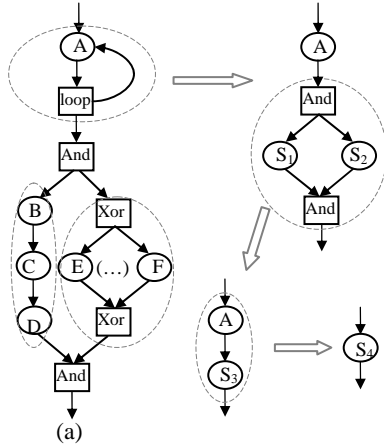 A
loop
And
B
Xor
C
E (...) F
D
Xor
And
(a)
A
And
S1 S2
And
A
S3
S4